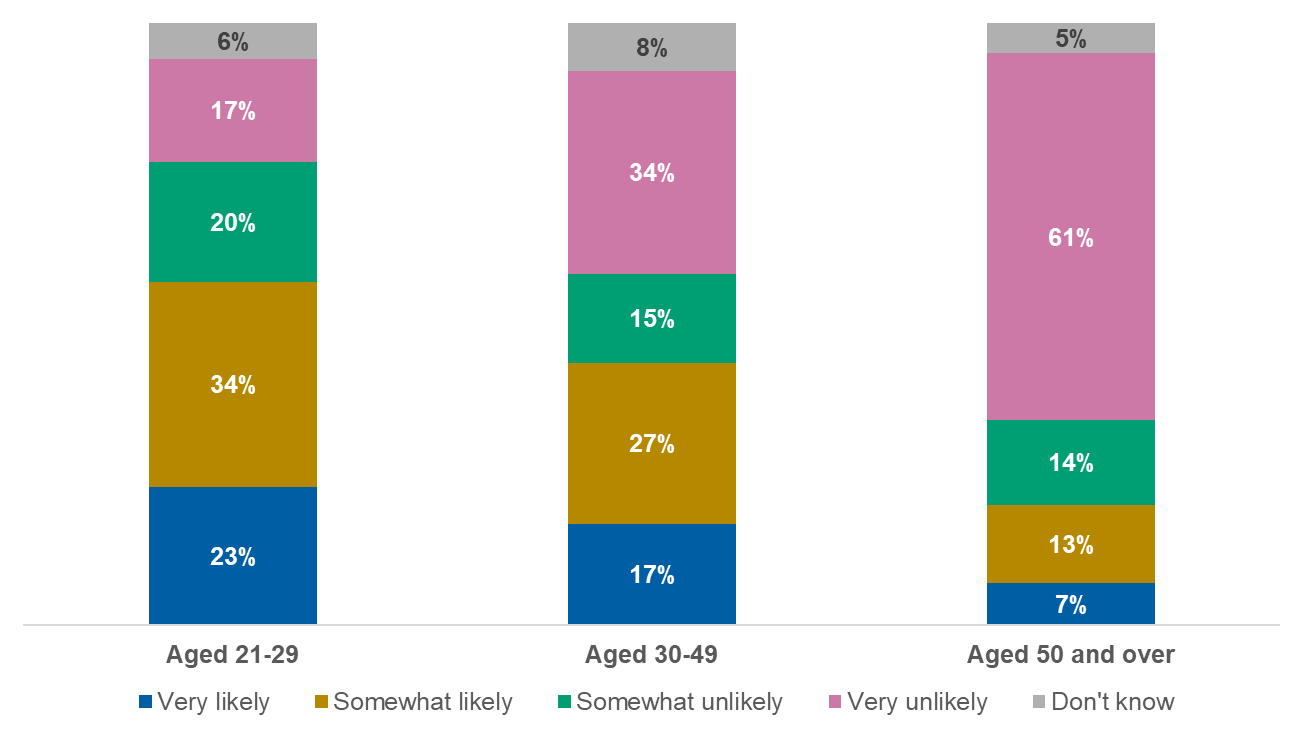 6% 8% 5%
17% 34% 61%
20% 15% 14%
34% 27% 13%
23% 17% 7%
Aged 21-29 Aged 30-49 Aged 50 and over
Very likely Somewhat likely Somewhat unlikely Very unlikely Don't know